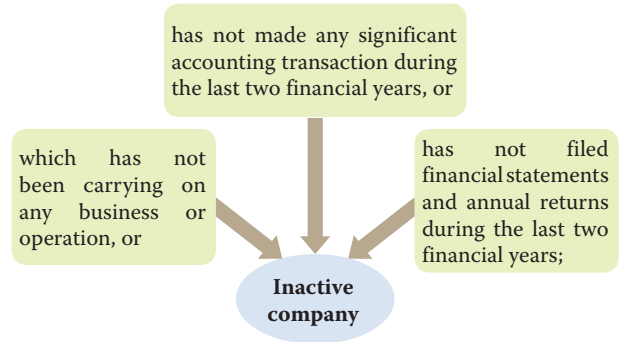 has not made any significant
accounting transaction during
the last two financial years, or
which has not
been carrying on
any business or
operation, or
has not filed
financial statements
and annual returns
during the last two
financial years;
Inactive
company